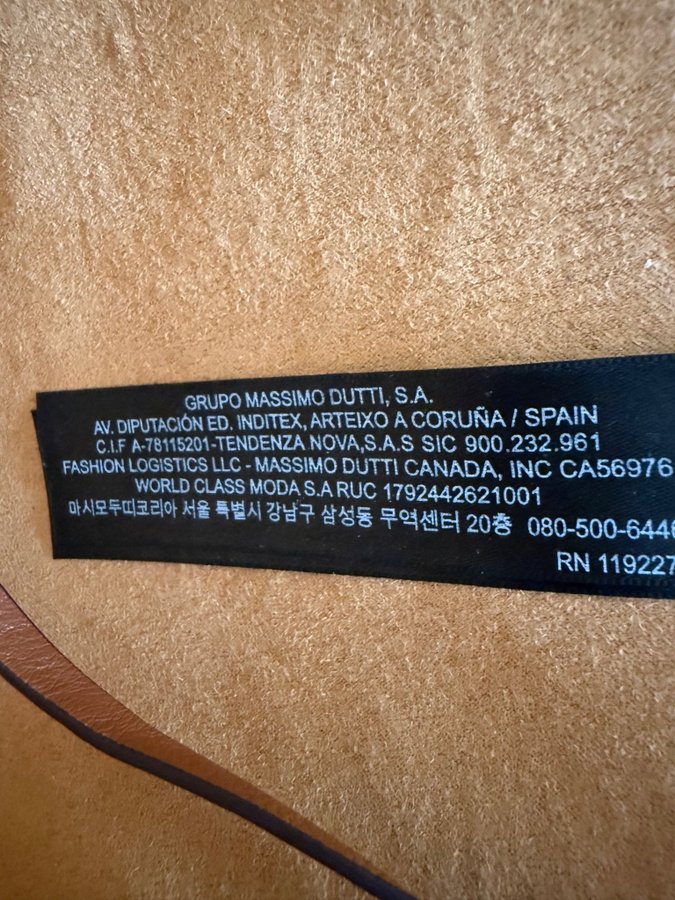 GRUPO MASSIMO DUTTI, S.A.
AV. DIPUTACIÓN ED. INDITEX, ARTEIXO A CORUÑA / SPAIN
C.I.F A-78115201-TENDENZA NOVA,S.A.S SIC 900.232.961
FASHION LOGISTICS LLC - MASSIMO DUTTI CANADA, INC CA56976
WORLD CLASS MODA S.A RUC 1792442621001
마시모두띠코리아 서울 특별시 강남구 삼성동 무역센터 20층 080-500-6446
RN 119227